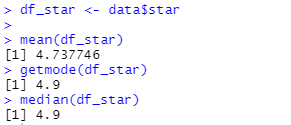 > df_star <- data$star
>
> mean(df_star)
[1] 4.737746
> getmode(df_star)
[1] 4.9
> median(df_star)
[1] 4.9